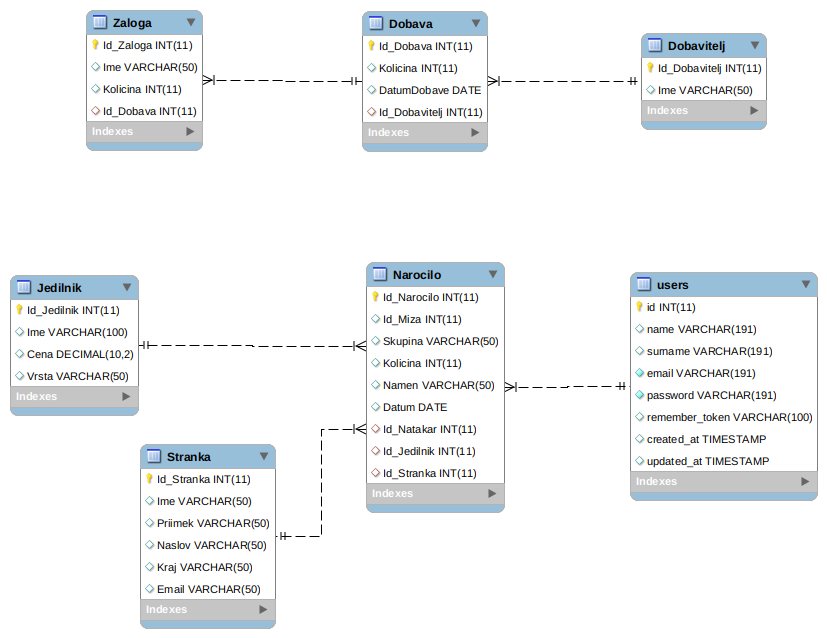 Zaloga
Id_Zaloga INT(11)
Ime VARCHAR(50)
Kolicina INT(11)
Id_Dobava INT(11)
Indexes
Dobava
Id_Dobava INT(11)
Kolicina INT(11)
DatumDobave DATE
Id_Dobavitelj INT(11)
Indexes
Dobavitelj
Id_Dobavitelj INT(11)
Ime VARCHAR(50)
Indexes
Jedilnik
Id_Jedilnik INT(11)
Ime VARCHAR(100)
Cena DECIMAL(10,2)
Vrsta VARCHAR(50)
Indexes
Narocilo
Id_Narocilo INT(11)
Id_Miza INT(11)
Skupina VARCHAR(50)
Kolicina INT(11)
Namen VARCHAR(50)
Datum DATE
Id_Natakar INT(11)
Id_Jedilnik INT(11)
Id_Stranka INT(11)
Indexes
users
id INT(11)
name VARCHAR(191)
surname VARCHAR(191)
email VARCHAR(191)
password VARCHAR(191)
remember_token VARCHAR(100)
created_at TIMESTAMP
updated_at TIMESTAMP
Indexes
Stranka
Id_Stranka INT(11)
Ime VARCHAR(50)
Priimek VARCHAR(50)
Naslov VARCHAR(50)
Kraj VARCHAR(50)
Email VARCHAR(50)
Indexes